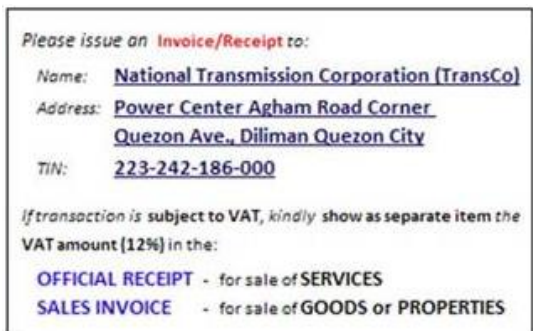 Please issue an Invoice/Receipt to:
Name: National Transmission Corporation (TransCo)
Address: Power Center Agham Road Corner
Quezon Ave., Diliman Quezon City
TIN: 223-242-186-000
If transaction is subject to VAT, kindly show as separate item the
VAT amount (12%) in the:
OFFICIAL RECEIPT - for sale of SERVICES
SALES INVOICE - for sale of GOODS or PROPERTIES